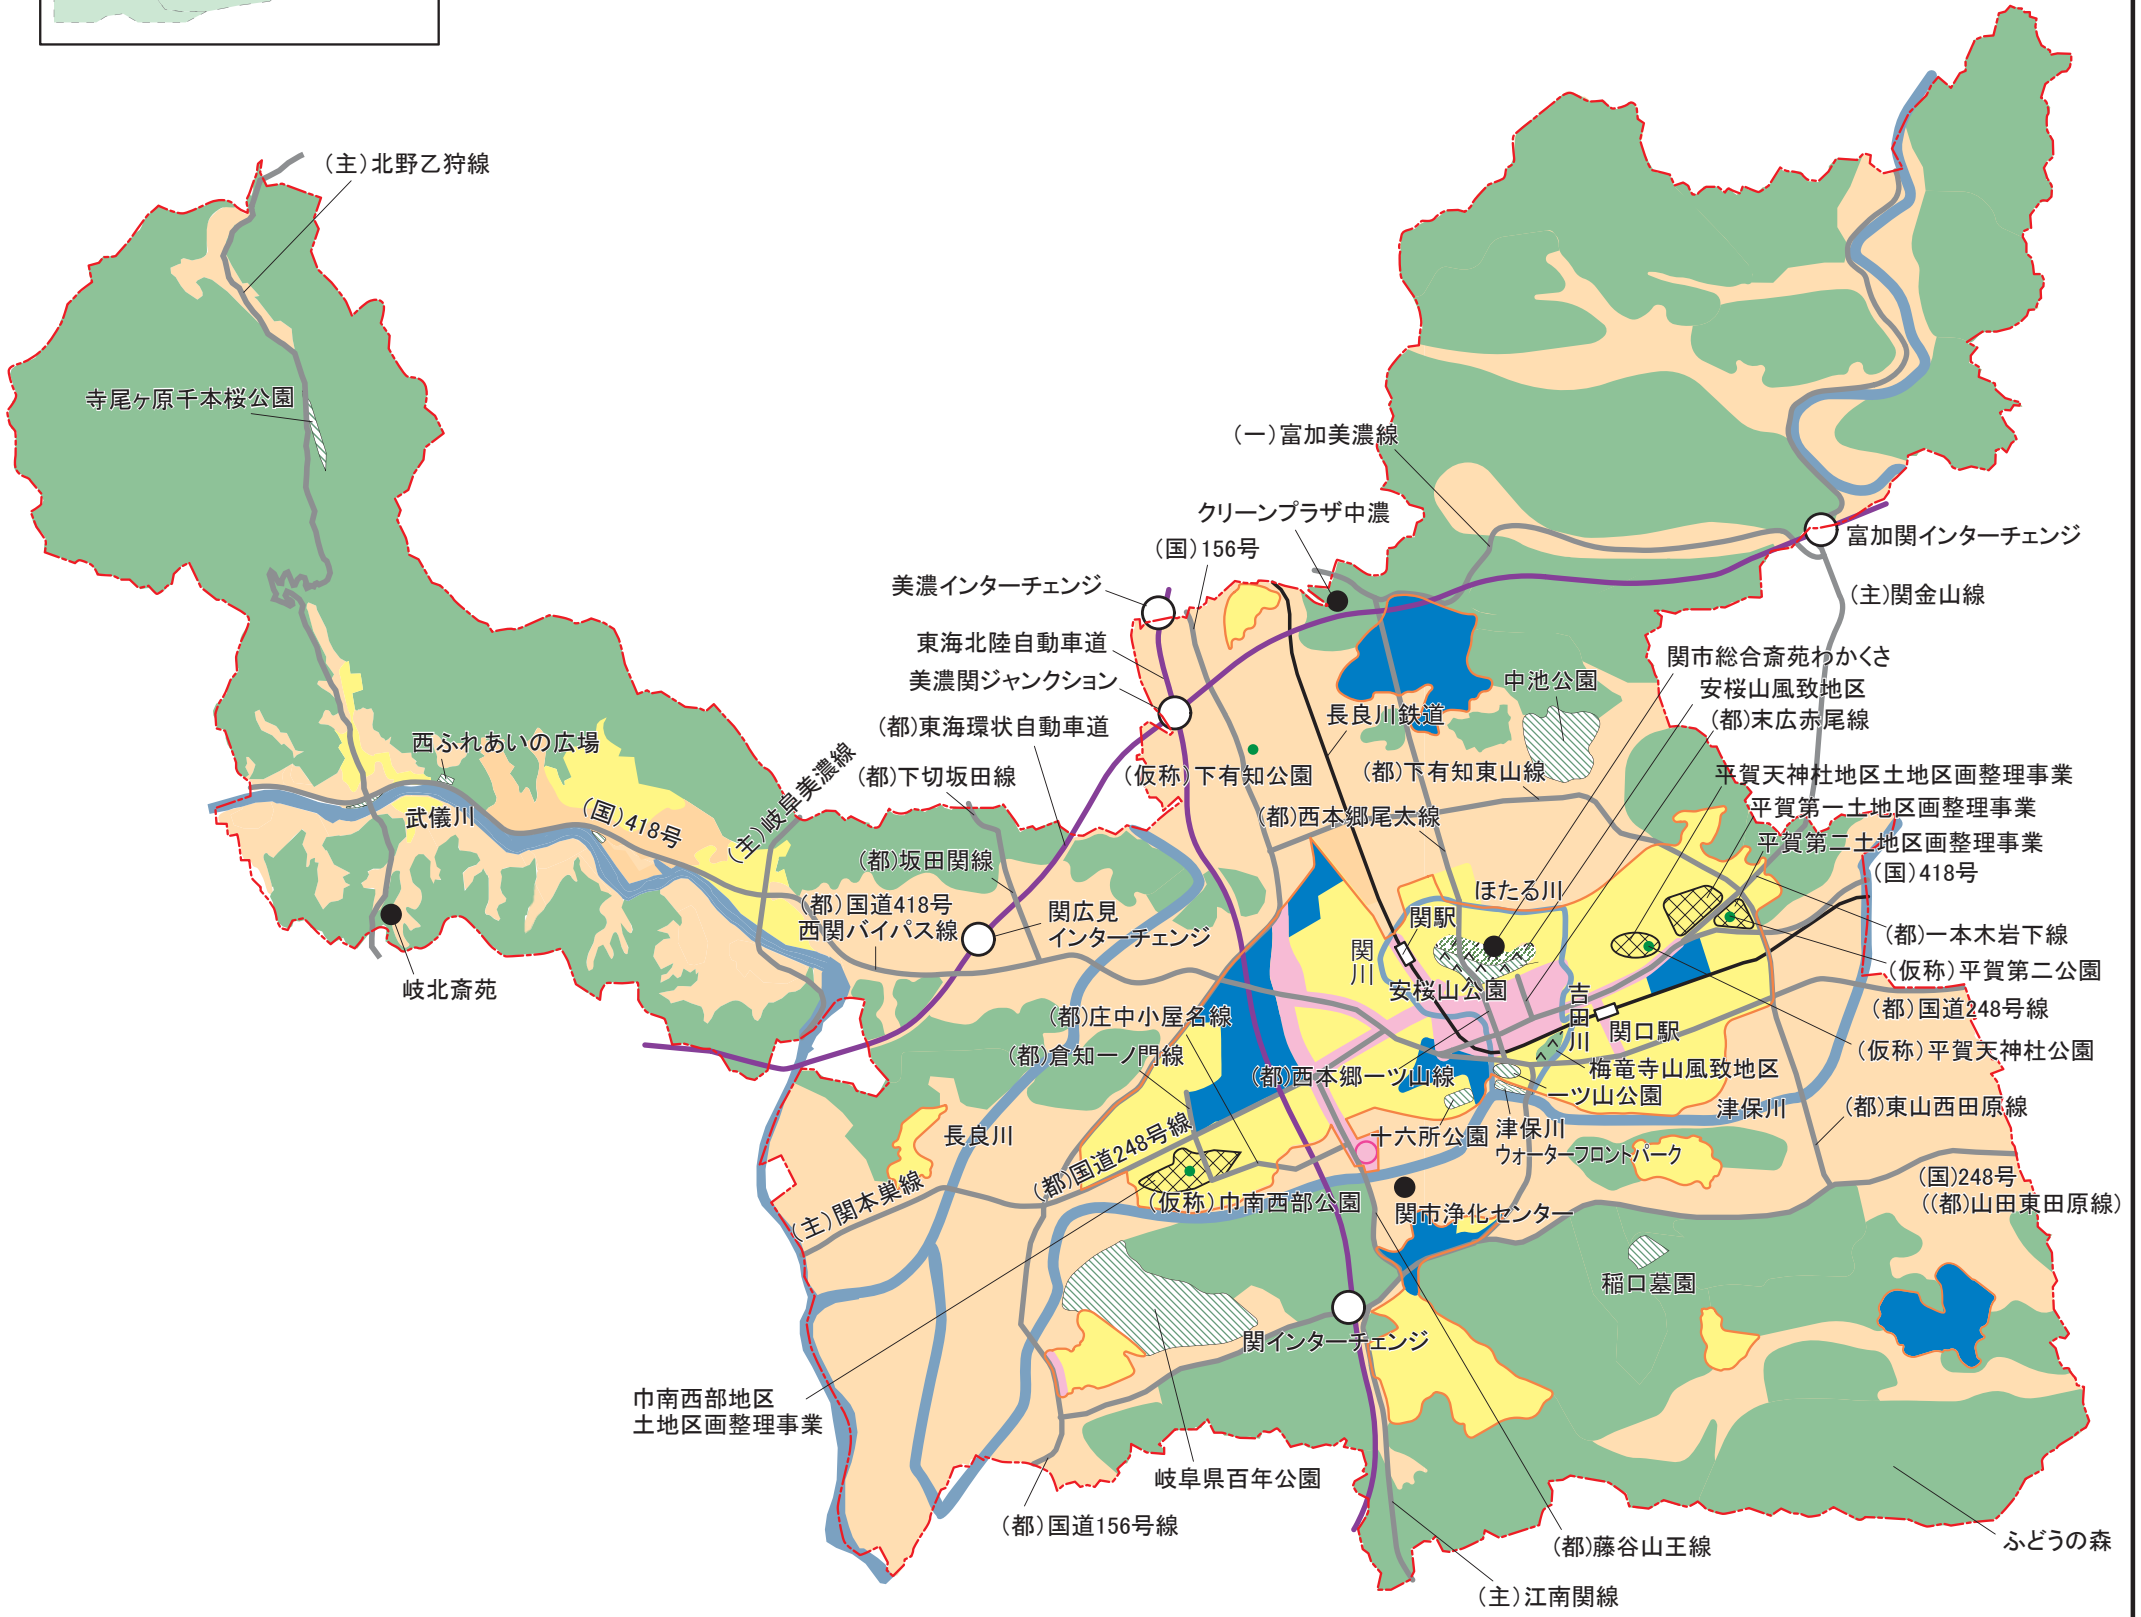 (主)北野乙狩線
寺尾ヶ原千本桜公園
(一)富加美濃線
クリーンプラザ中濃
(国)156号
富加関インターチェンジ
美濃インターチェンジ
(主)関金山線
東海北陸自動車道
関市総合斎苑わかくさ
美濃関ジャンクション
中池公園
安桜山風致地区
長良川鉄道
(都)末広赤尾線
(都)東海環状自動車道
西ふれあいの広場
(主)岐阜美濃線
(都)下切坂田線
(仮称)下有知公園
(都)下有知東山線
平賀天神杜地区土地区画整理事業
平賀第一土地区画整理事業
武儀川
(国)418号
(都)西本郷尾太線
平賀第二土地区画整理事業
(都)坂田関線
(国)418号
ほたる川
(都)国道418号
西関バイパス線
関広見
インターチェンジ
関駅
(都)一本木岩下線
関川
(仮称)平賀第二公園
岐北斎苑
安桜山公園
吉田川
(都)国道248号線
(都)庄中小屋名線
関口駅
(都)倉知一ノ門線
(仮称)平賀天神杜公園
(都)西本郷一ツ山線
梅竜寺山風致地区
一ツ山公園
津保川
(都)東山西田原線
長良川
(都)国道248号線
十六所公園
津保川
ウォーターフロントパーク
(国)248号
((都)山田東田原線)
(主)関本巣線
(仮称)巾南西部公園
関市浄化センター
稲口墓園
関インターチェンジ
巾南西部地区
土地区画整理事業
岐阜県百年公園
(都)国道156号線
(都)藤谷山王線
ふどうの森
(主)江南関線